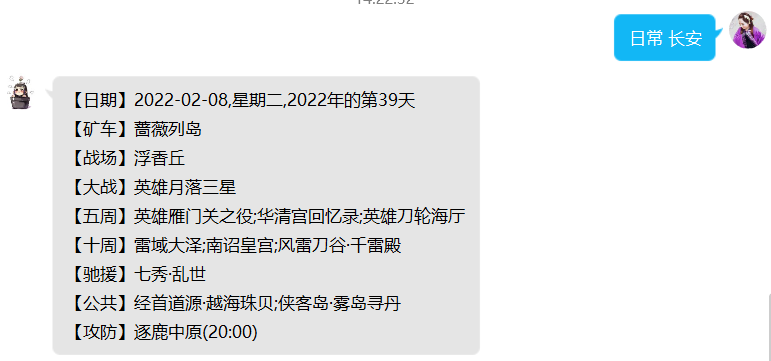 14:22:52
日常 长安
【日期】2022-02-08,星期二,2022年的第39天
【矿车】蔷薇列岛
【战场】浮香丘
【大战】英雄月落三星
【五周】英雄雁门关之役;华清宫回忆录;英雄刀轮海厅
【十周】雷域大泽;南诏皇宫;风雷刀谷·千雷殿
【驰援】七秀·乱世
【公共】经首道源·越海珠贝;侠客岛·雾岛寻丹
【攻防】逐鹿中原(20:00)